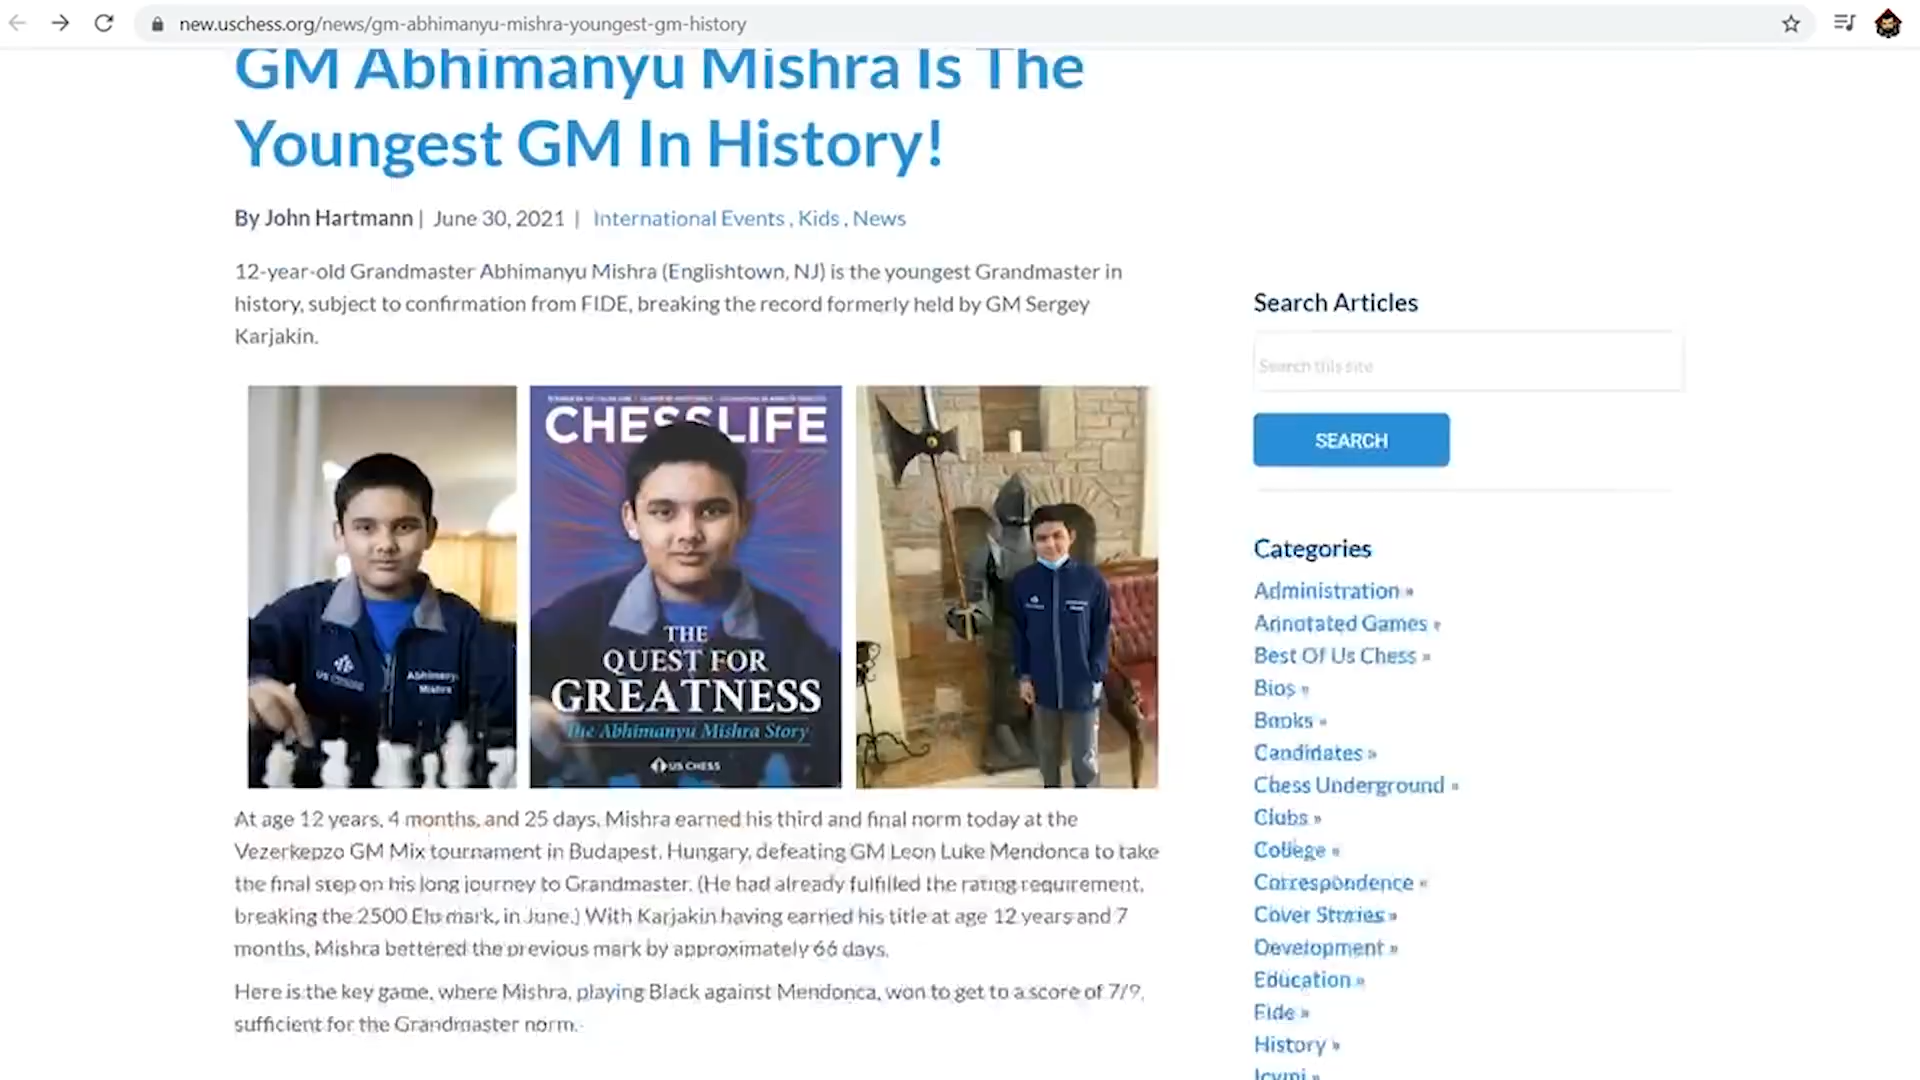 new.uschess.org/news/gm-abhimanyu-mishra-youngest-gm-history
GM Abhimanyu Mishra Is The
Youngest GM In History!
By John Hartmann | June 30, 2021 | International Events , Kids , News
12-year-old Grandmaster Abhimanyu Mishra (Englishtown, NJ) is the youngest Grandmaster in
history, subject to confirmation from FIDE, breaking the record formerly held by GM Sergey
Karjakin.
CHESS LIFE
THE
QUEST FOR
GREATNESS
The Abhimanyu Mishra Story
US CHESS
US CHESS
Abhimanyu
Mishra
At age 12 years, 4 months, and 25 days, Mishra earned his third and final norm today at the
Vezerkepzo GM Mix tournament in Budapest, Hungary, defeating GM Leon Luke Mendonca to take
the final step on his long journey to Grandmaster. (He had already fulfilled the rating requirement,
breaking the 2500 Elo mark, in June.) With Karjakin having earned his title at age 12 years and 7
months, Mishra bettered the previous mark by approximately 66 days.
Here is the key game, where Mishra, playing Black against Mendonca, won to get to a score of 7/9,
sufficient for the Grandmaster norm.
Search Articles
Search this site
SEARCH
Categories
Administration »
Annotated Games »
Best Of Us Chess »
Bios »
Books »
Candidates »
Chess Underground »
Clubs »
College »
Correspondence »
Cover Stories »
Development »
Education »
Fide »
History »
Icymi »